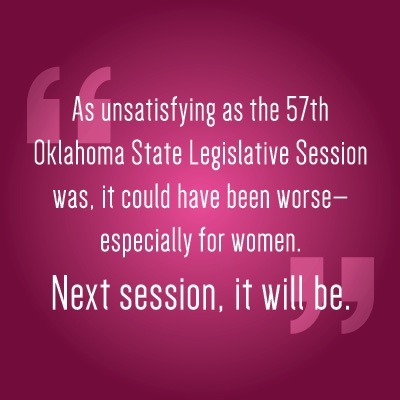 As unsatisfying as the 57th
Oklahoma State Legislative Session
was, it could have been worse–
especially for women.
Next session, it will be.